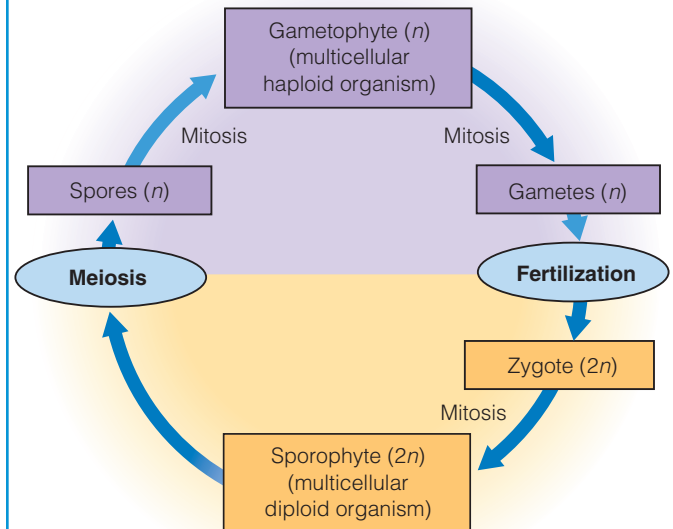 Gametophyte (n)
(multicellular
haploid organism)
Mitosis
Mitosis
Spores (n)
Gametes (n)
Meiosis
Fertilization
Zygote (2n)
Mitosis
Sporophyte (2n)
(multicellular
diploid organism)